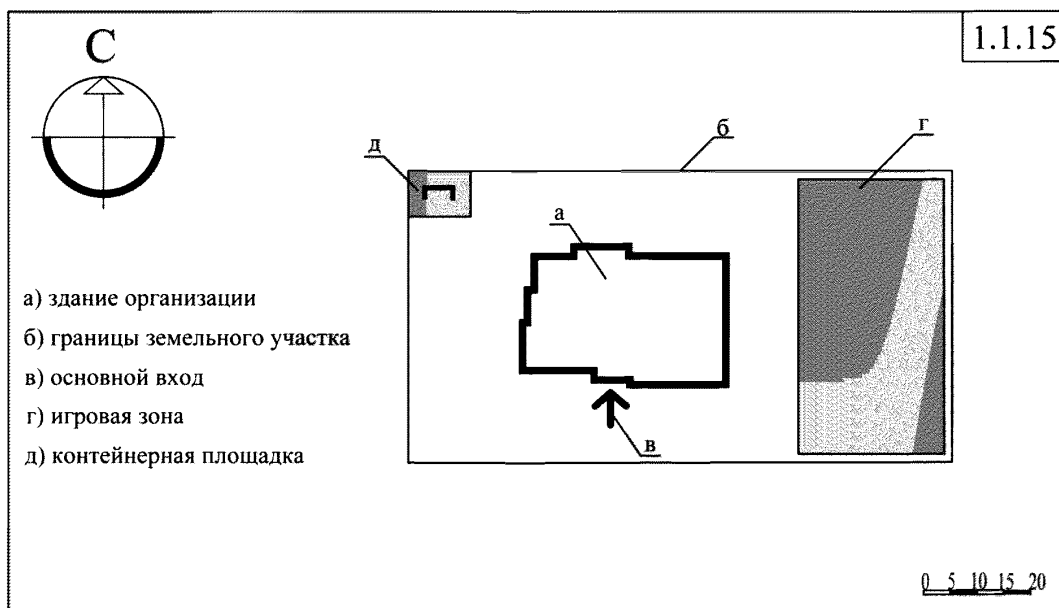 1.1.15
С
б
г
д
а
а) здание организации
б) границы земельного участка
в) основной вход
г) игровая зона
д) контейнерная площадка
в
0 5 10 15 20